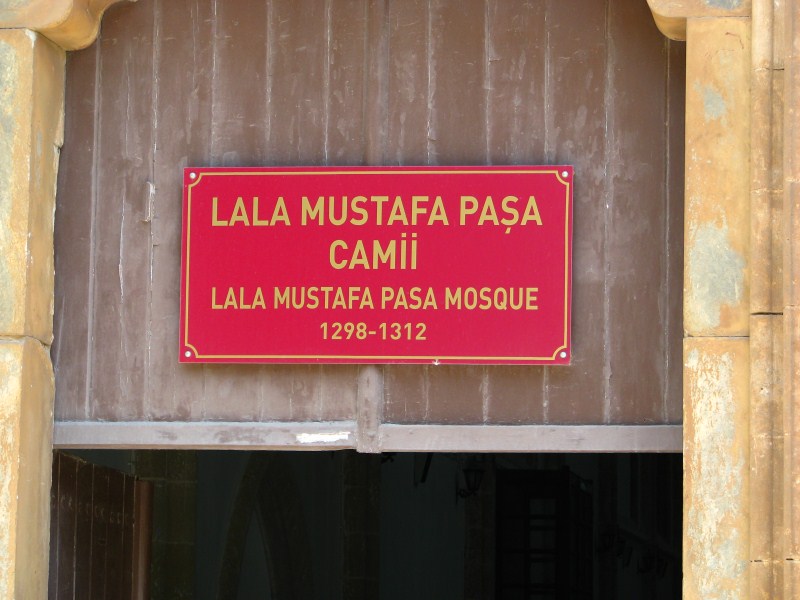 LALA MUSTAFA PAŞA
CAMİİ
LALA MUSTAFA PASA MOSQUE
1298-1312